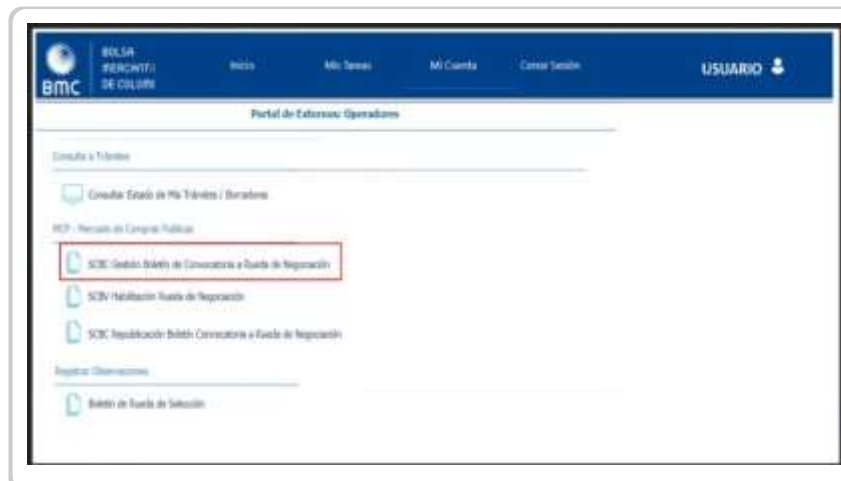 BOLSA
MERCANTIL
DE COLOMB
BMC
Inicio
Mis Tareas
Mi Cuenta
Cerrar Sesión
USUARIO
Portal de Externos: Operadores
Consulta a Trámites
Consultar Estado de Mis Trámites / Borradores
MCP - Mercado de Compras Públicas
SCBC Gestión Boletín de Convocatoria a Rueda de Negociación
SCBV Habilitación Rueda de Negociación
SCBC Republicación Boletín Convocatoria a Rueda de Negociación
Registrar Observaciones
Boletín de Rueda de Selección